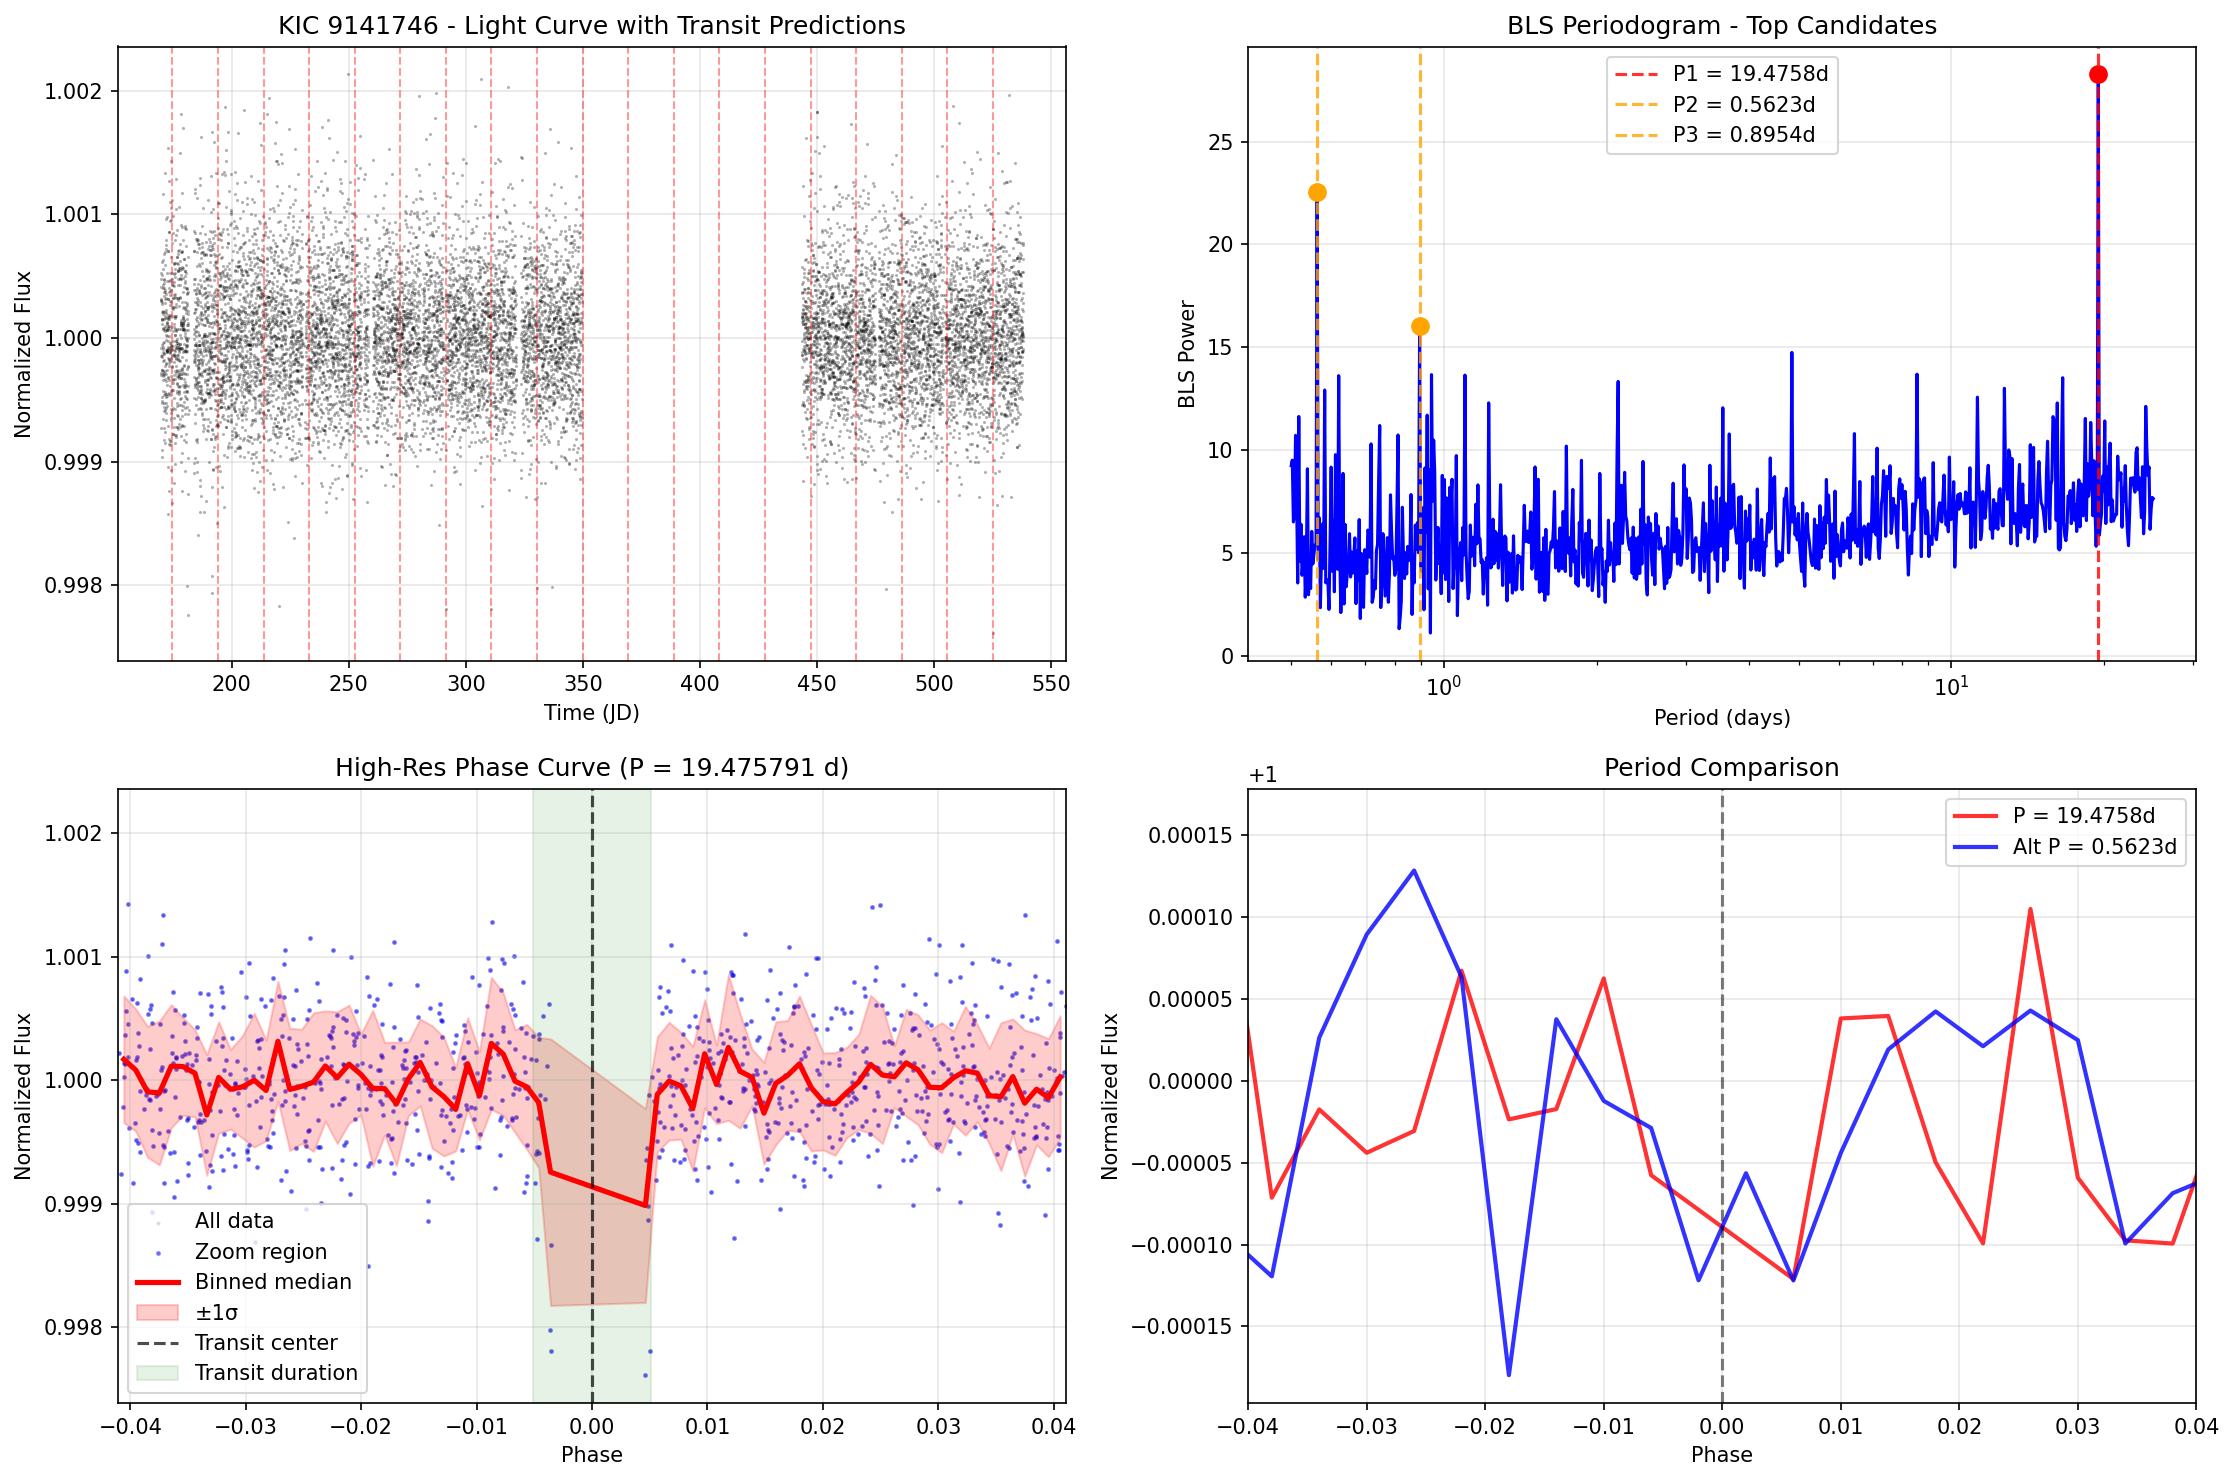 KIC 9141746 - Light Curve with Transit Predictions
1.002
1.001
1.000
0.999
0.998
Normalized Flux
200 250 300 350 400 450 500 550
Time (JD)
BLS Periodogram - Top Candidates
P1 = 19.4758d
P2 = 0.5623d
P3 = 0.8954d
25
20
15
10
5
0
BLS Power
10⁰ 10¹
Period (days)
High-Res Phase Curve (P = 19.475791 d)
1.002
1.001
1.000
0.999
0.998
Normalized Flux
All data
Zoom region
Binned median
±1σ
Transit center
Transit duration
−0.04 −0.03 −0.02 −0.01 0.00 0.01 0.02 0.03 0.04
Phase
Period Comparison
+1
P = 19.4758d
Alt P = 0.5623d
0.00015
0.00010
0.00005
0.00000
−0.00005
−0.00010
−0.00015
Normalized Flux
−0.04 −0.03 −0.02 −0.01 0.00 0.01 0.02 0.03 0.04
Phase